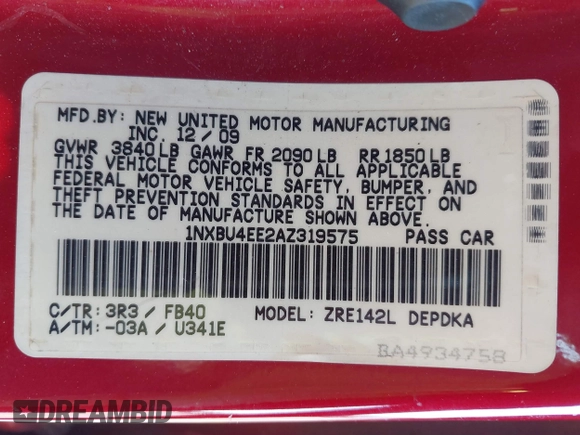 MFD.BY: NEW UNITED MOTOR MANUFACTURING
INC. 12 / 09
GVWR 3840 LB GAWR FR 2090 LB RR 1850 LB
THIS VEHICLE CONFORMS TO ALL APPLICABLE
FEDERAL MOTOR VEHICLE SAFETY, BUMPER, AND
THEFT PREVENTION STANDARDS IN EFFECT ON
THE DATE OF MANUFACTURE SHOWN ABOVE.
1NXBU4EE2AZ319575 PASS CAR
C/TR: 3R3 / FB40 MODEL: ZRE142L DEPDKA
A/TM: -03A / U341E
BA4934758
DREAMBID